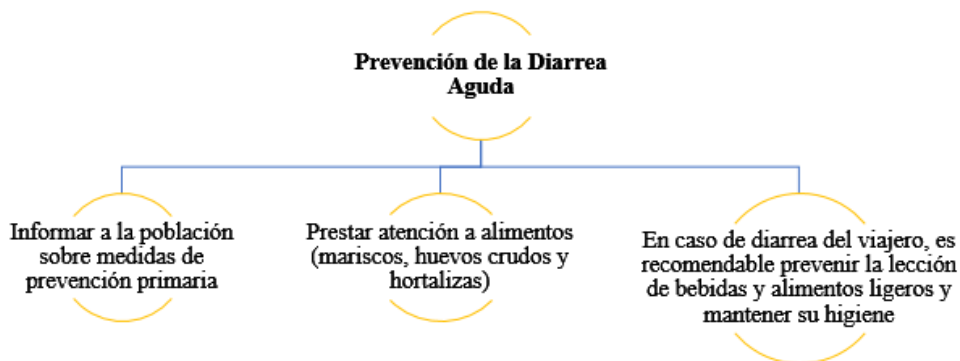 Prevención de la Diarrea
Aguda
Informar a la población
sobre medidas de
prevención primaria
Prestar atención a alimentos
(mariscos, huevos crudos y
hortalizas)
En caso de diarrea del viajero, es
recomendable prevenir la lección
de bebidas y alimentos ligeros y
mantener su higiene